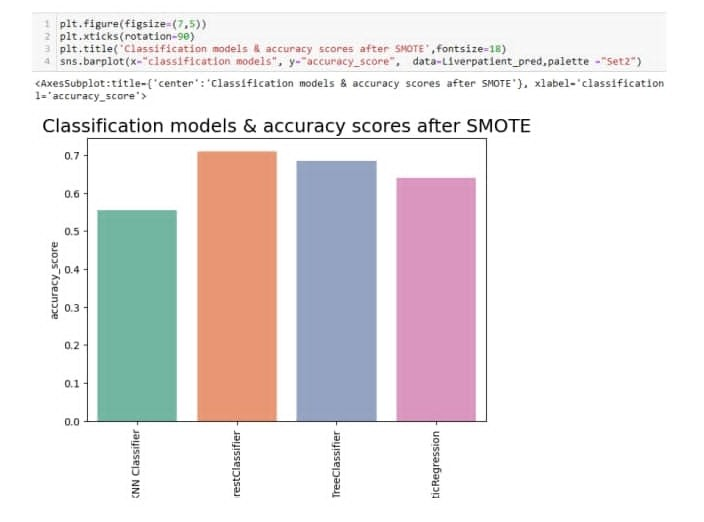 1 plt.figure(figsize=(7,5))
2 plt.xticks(rotation=90)
3 plt.title('Classification models & accuracy scores after SMOTE',fontsize=18)
4 sns.barplot(x="classification models", y="accuracy_score", data=Liverpatient_pred,palette ="Set2")
<AxesSubplot:title={'center':'Classification models & accuracy scores after SMOTE'}, xlabel='classification
l='accuracy_score'>
Classification models & accuracy scores after SMOTE
0.7
0.6
0.5
0.4
0.3
0.2
0.1
0.0
accuracy_score
NN Classifier
restClassifier
TreeClassifier
ticRegression